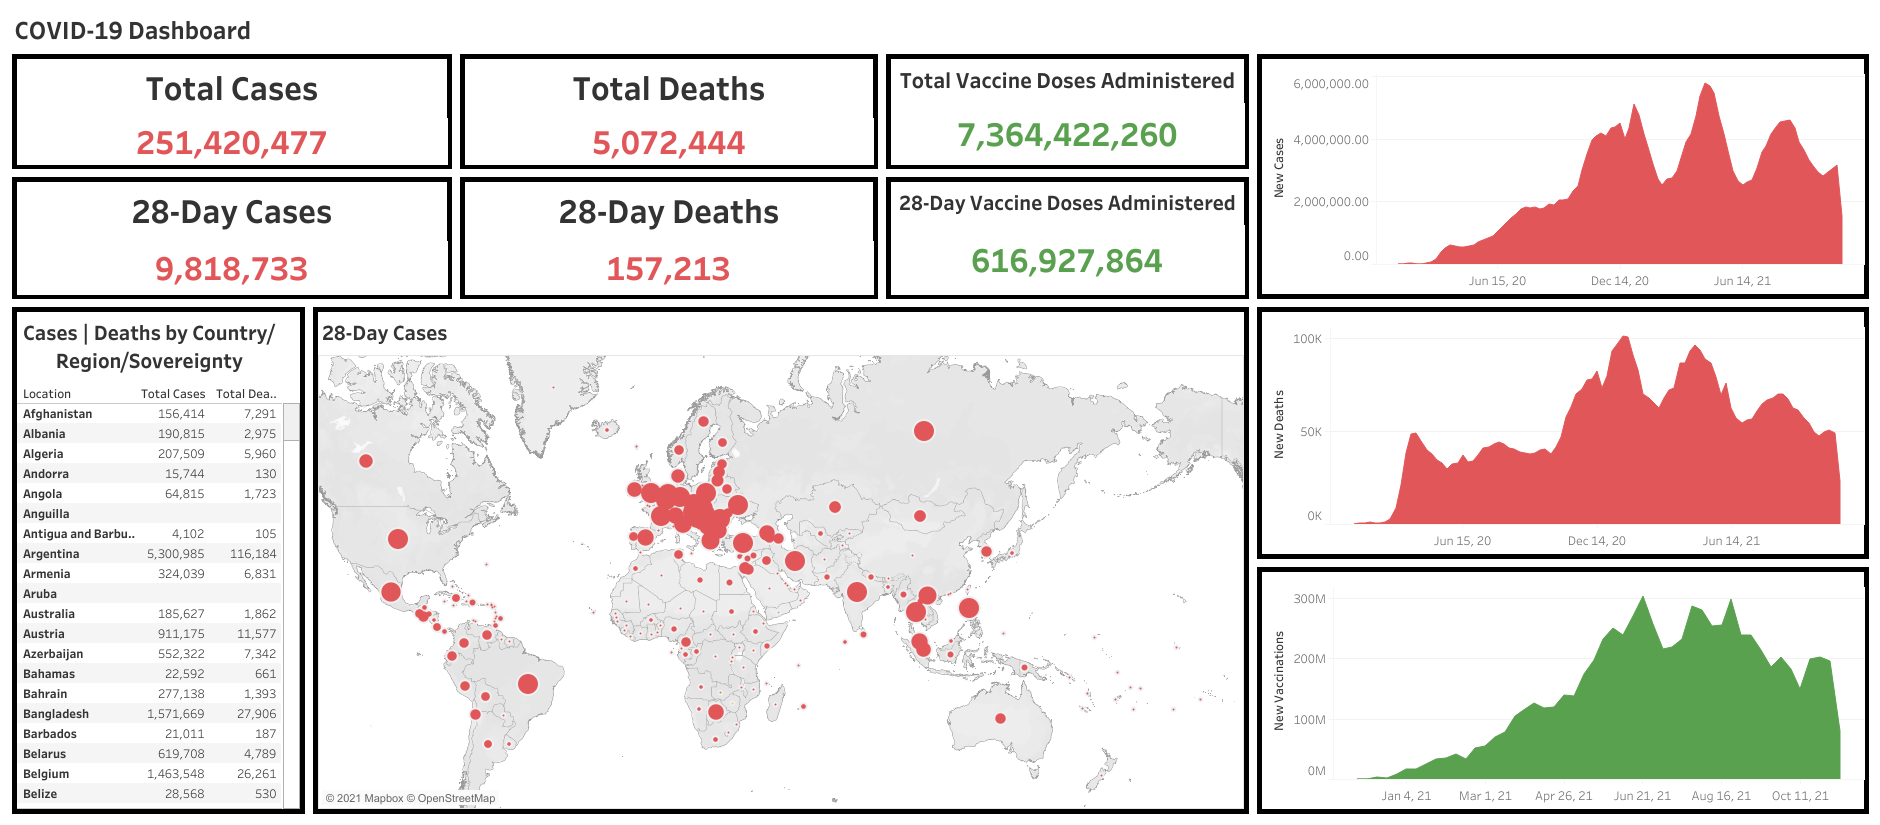 COVID-19 Dashboard
Total Cases
251,420,477
Total Deaths
5,072,444
Total Vaccine Doses Administered
7,364,422,260
28-Day Cases
9,818,733
28-Day Deaths
157,213
28-Day Vaccine Doses Administered
616,927,864
New Cases
6,000,000.00
4,000,000.00
2,000,000.00
0.00
Jun 15, 20 Dec 14, 20 Jun 14, 21
Cases | Deaths by Country/
Region/Sovereignty
Location Total Cases Total Dea..
Afghanistan 156,414 7,291
Albania 190,815 2,975
Algeria 207,509 5,960
Andorra 15,744 130
Angola 64,815 1,723
Anguilla
Antigua and Barbu.. 4,102 105
Argentina 5,300,985 116,184
Armenia 324,039 6,831
Aruba
Australia 185,627 1,862
Austria 911,175 11,577
Azerbaijan 552,322 7,342
Bahamas 22,592 661
Bahrain 277,138 1,393
Bangladesh 1,571,669 27,906
Barbados 21,011 187
Belarus 619,708 4,789
Belgium 1,463,548 26,261
Belize 28,568 530
28-Day Cases
© 2021 Mapbox © OpenStreetMap
New Deaths
100K
50K
0K
Jun 15, 20 Dec 14, 20 Jun 14, 21
New Vaccinations
300M
200M
100M
0M
Jan 4, 21 Mar 1, 21 Apr 26, 21 Jun 21, 21 Aug 16, 21 Oct 11, 21